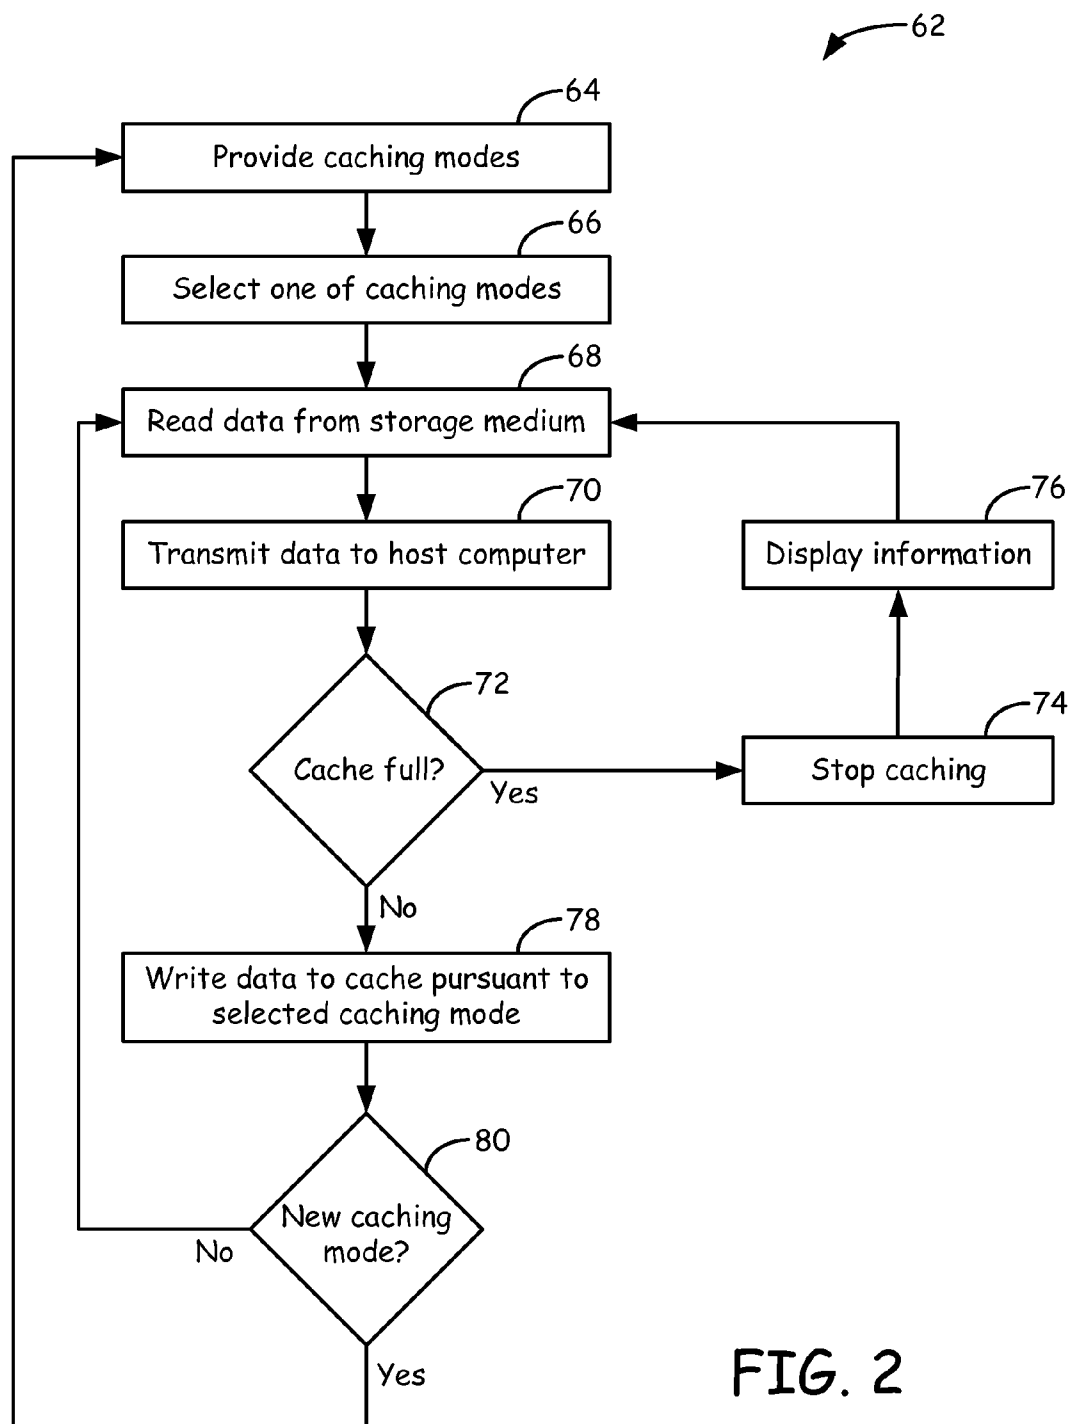 62
64
Provide caching modes
66
Select one of caching modes
68
Read data from storage medium
70
Transmit data to host computer
76
Display information
72
Cache full?
Yes
74
Stop caching
No
78
Write data to cache pursuant to
selected caching mode
80
New caching
mode?
No
Yes
FIG. 2